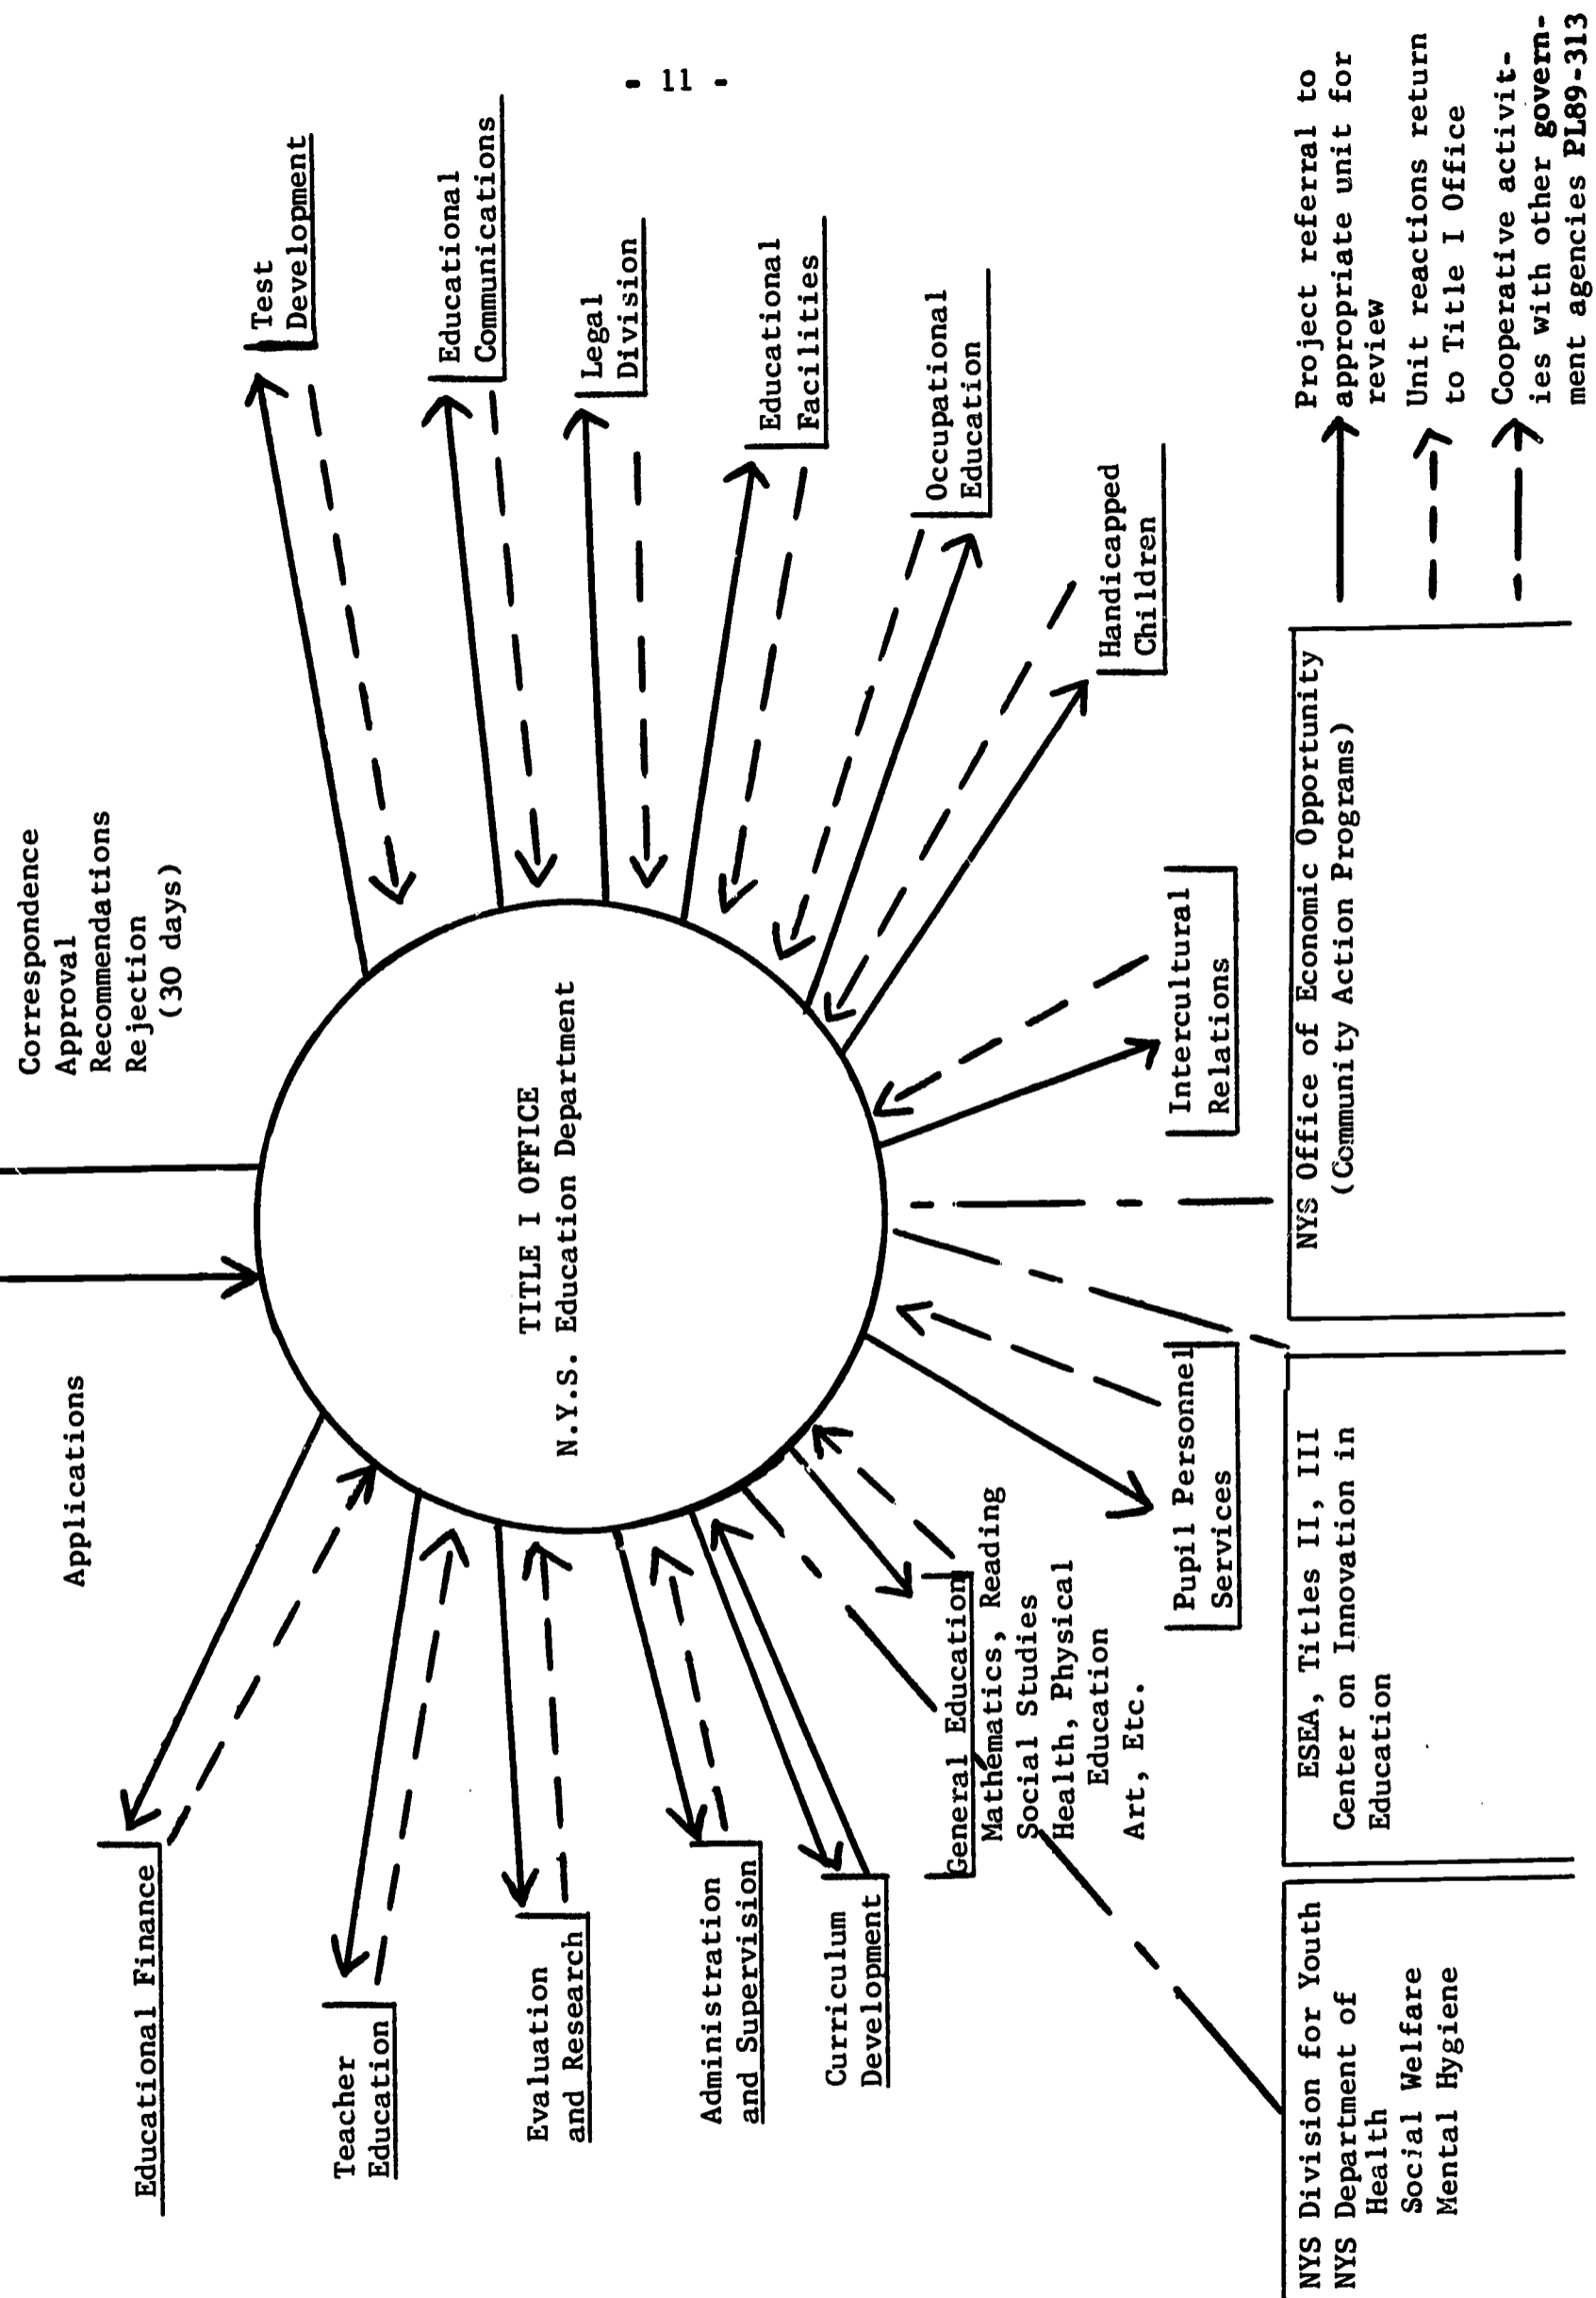 - 11 -
Correspondence
Approval
Recommendations
Rejection
(30 days)
Applications
Test
Development
Educational
Communications
Legal
Division
Educational
Facilities
Occupational
Education
Handicapped
Children
Intercultural
Relations
TITLE I OFFICE
N.Y.S. Education Department
Educational Finance
Teacher
Education
Evaluation
and Research
Administration
and Supervision
Curriculum
Development
General Education
Mathematics, Reading
Social Studies
Health, Physical
Education
Art, Etc.
Pupil Personnel
Services
NYS Division for Youth
NYS Department of
Health
Social Welfare
Mental Hygiene
ESEA, Titles II, III
Center on Innovation in
Education
NYS Office of Economic Opportunity
(Community Action Programs)
Project referral to
appropriate unit for
review
Unit reactions return
to Title I Office
Cooperative activit-
ies with other govern-
ment agencies PL89-313